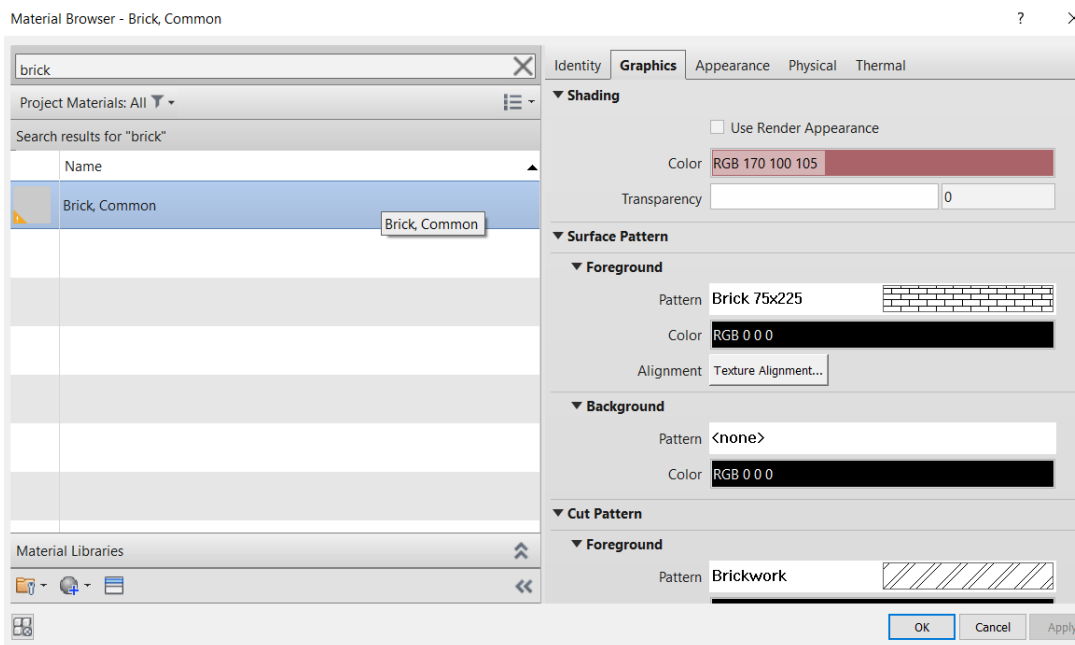 Material Browser - Brick, Common
?
brick
Project Materials: All
Search results for "brick"
Name
Brick, Common
Brick, Common
Material Libraries
Identity Graphics Appearance Physical Thermal
Shading
Use Render Appearance
Color RGB 170 100 105
Transparency 0
Surface Pattern
Foreground
Pattern Brick 75x225
Color RGB 0 0 0
Alignment Texture Alignment...
Background
Pattern <none>
Color RGB 0 0 0
Cut Pattern
Foreground
Pattern Brickwork
OK Cancel Apply